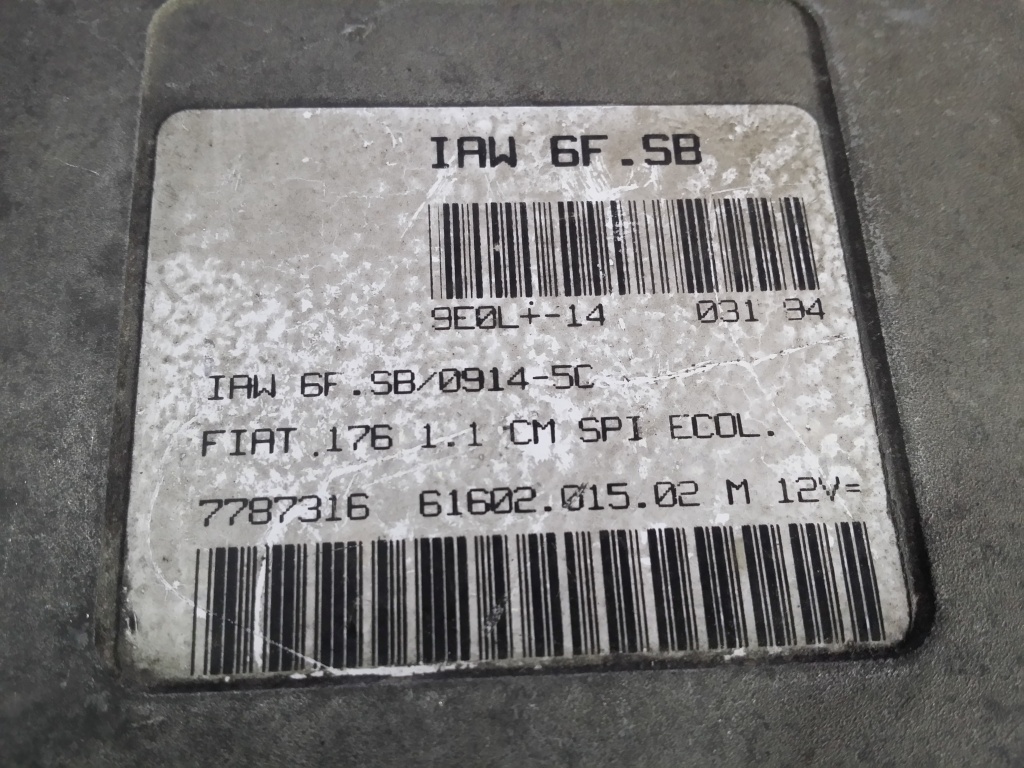 IAW 6F.SB
9E0L+-14 031 94
IAW 6F.SB/0914-5C
FIAT 176 1.1 CM SPI ECOL.
7787316 61602.015.02 M 12V=